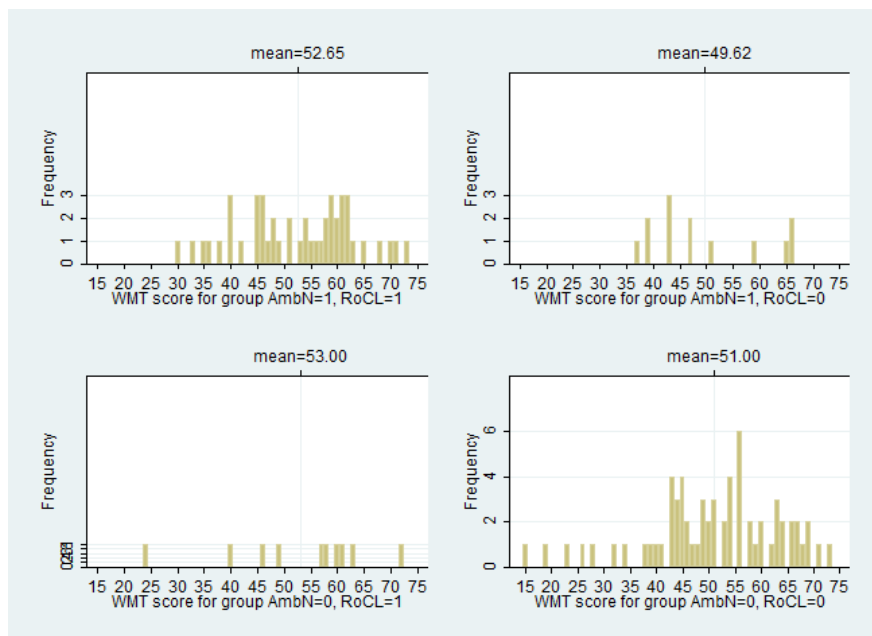 mean=52.65
Frequency
3
2
1
0
15 20 25 30 35 40 45 50 55 60 65 70 75
WMT score for group AmbN=1, RoCL=1
mean=49.62
Frequency
3
2
1
0
15 20 25 30 35 40 45 50 55 60 65 70 75
WMT score for group AmbN=1, RoCL=0
mean=53.00
Frequency
15 20 25 30 35 40 45 50 55 60 65 70 75
WMT score for group AmbN=0, RoCL=1
mean=51.00
Frequency
6
4
2
0
15 20 25 30 35 40 45 50 55 60 65 70 75
WMT score for group AmbN=0, RoCL=0